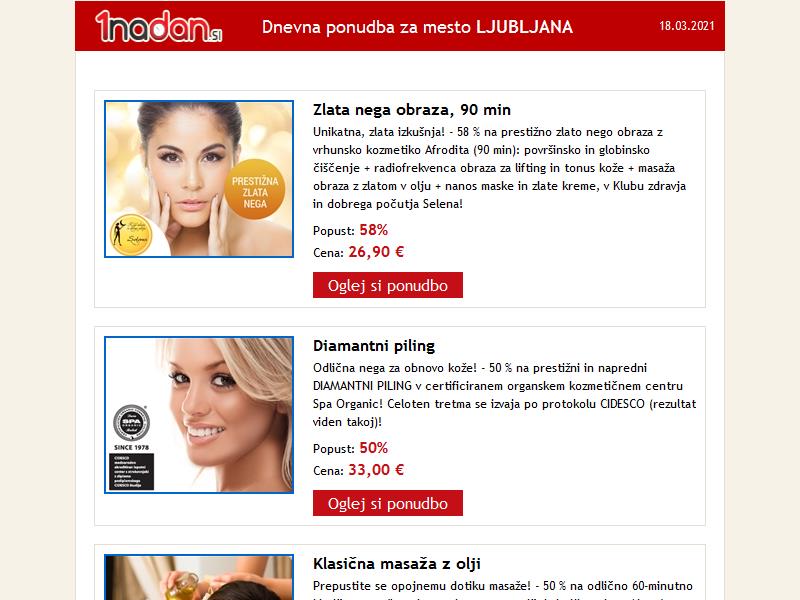 1nadan.si
Dnevna ponudba za mesto LJUBLJANA
18.03.2021
PRESTIŽNA
ZLATA
NEGA
Selena
Zlata nega obraza, 90 min
Unikatna, zlata izkušnja! - 58 % na prestižno zlato nego obraza z
vrhunsko kozmetiko Afrodita (90 min): površinsko in globinsko
čiščenje + radiofrekvenca obraza za lifting in tonus kože + masaža
obraza z zlatom v olju + nanos maske in zlate kreme, v Klubu zdravja
in dobrega počutja Selena!
Popust: 58%
Cena: 26,90 €
Oglej si ponudbo
SPA
ORGANIC
SINCE 1978
Diamantni piling
Odlična nega za obnovo kože! - 50 % na prestižni in napredni
DIAMANTNI PILING v certificiranem organskem kozmetičnem centru
Spa Organic! Celoten tretma se izvaja po protokolu CIDESCO (rezultat
viden takoj)!
Popust: 50%
Cena: 33,00 €
Oglej si ponudbo
Klasična masaža z olji
Prepustite se opojnemu dotiku masaže! - 50 % na odlično 60-minutno